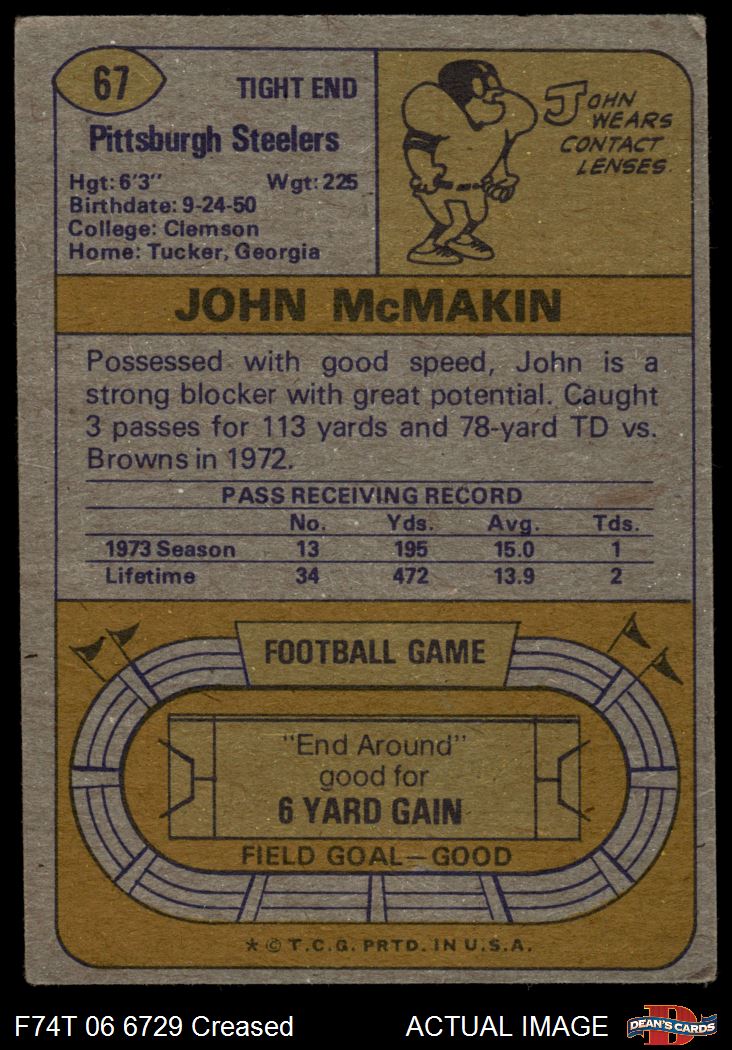 67
TIGHT END
Pittsburgh Steelers
Hgt: 6'3" Wgt: 225
Birthdate: 9-24-50
College: Clemson
Home: Tucker, Georgia
JOHN
WEARS
CONTACT
LENSES.
JOHN McMAKIN
Possessed with good speed, John is a
strong blocker with great potential. Caught
3 passes for 113 yards and 78-yard TD vs.
Browns in 1972.
PASS RECEIVING RECORD
No. Yds. Avg. Tds.
1973 Season 13 195 15.0 1
Lifetime 34 472 13.9 2
FOOTBALL GAME
"End Around"
good for
6 YARD GAIN
FIELD GOAL—GOOD
* © T.C.G. PRTD. IN U.S.A.
F74T 06 6729 Creased ACTUAL IMAGE
DEAN'S CARDS